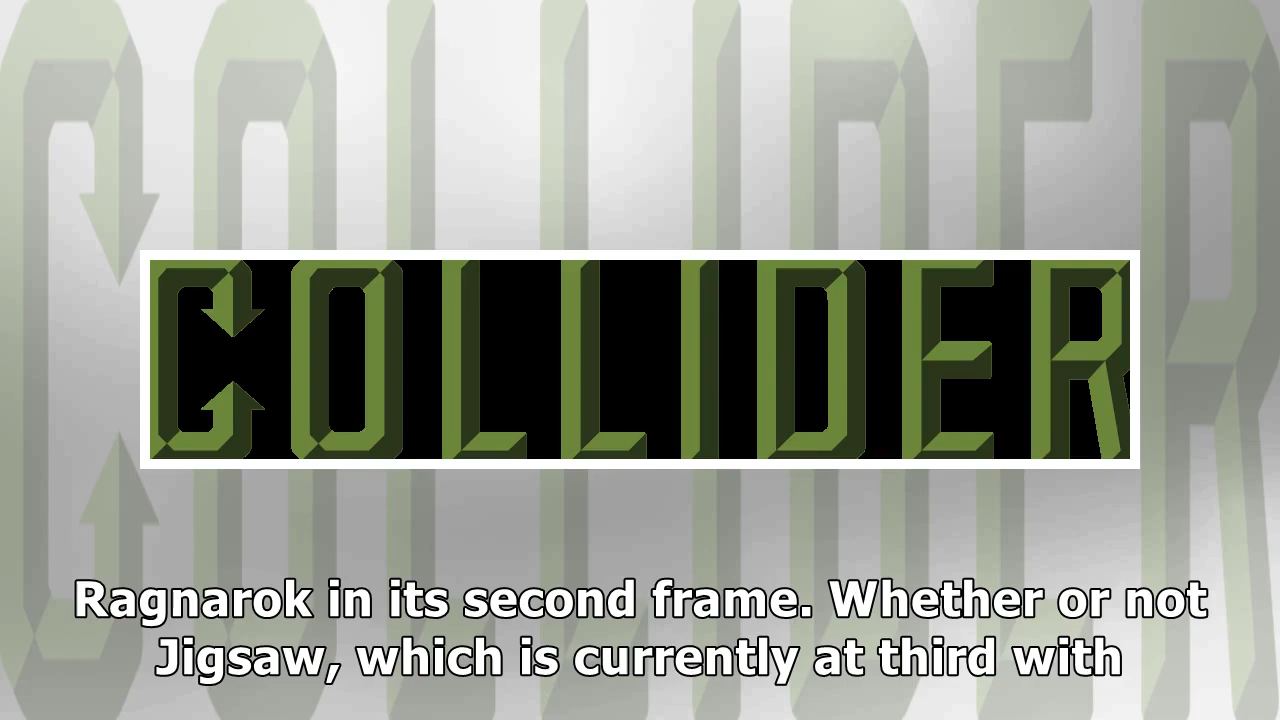 COLLIDER
Ragnarok in its second frame. Whether or not
Jigsaw, which is currently at third with